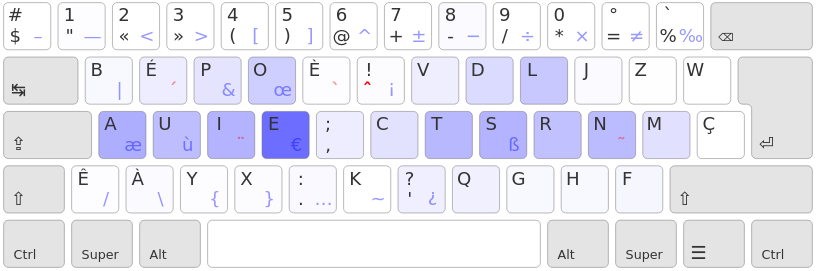 # 1 2 3 4 5 6 7 8 9 0 ° `
$ – " — « < » > ( [ ) ] @ ^ + ± - − / ÷ * × = ≠ % ‰ ⌫
B É P O È ! V D L J Z W
↹ | ´ & œ ` ˆ ¡
A U I E ; C T S R N M Ç
⇪ æ ù ¨ € , ß ~ ⏎
Ê À Y X : K ? Q G H F
⇧ / \ { } . … ~ ' ¿ ⇧
Ctrl Super Alt Alt Super ☰ Ctrl